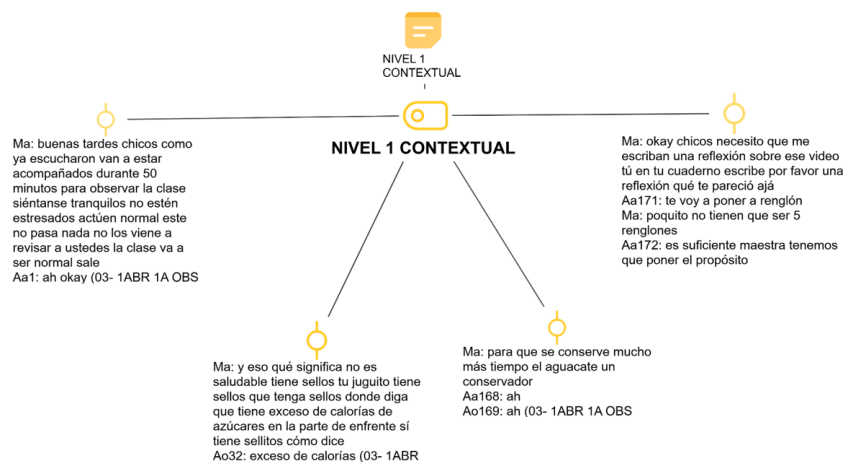 NIVEL 1
CONTEXTUAL
NIVEL 1 CONTEXTUAL
Ma: buenas tardes chicos como
ya escucharon van a estar
acompañados durante 50
minutos para observar la clase
siéntanse tranquilos no estén
estresados actúen normal este
no pasa nada no los viene a
revisar a ustedes la clase va a
ser normal sale
Aa1: ah okay (03- 1ABR 1A OBS
Ma: okay chicos necesito que me
escriban una reflexión sobre ese video
tú en tu cuaderno escribe por favor una
reflexión qué te pareció ajá
Aa171: te voy a poner a renglón
Ma: poquito no tienen que ser 5
renglones
Aa172: es suficiente maestra tenemos
que poner el propósito
Ma: y eso qué significa no es
saludable tiene sellos tu juguito tiene
sellos que tenga sellos donde diga
que tiene exceso de calorías de
azúcares en la parte de enfrente sí
tiene sellitos cómo dice
Ao32: exceso de calorías (03- 1ABR
Ma: para que se conserve mucho
más tiempo el aguacate un
conservador
Aa168: ah
Ao169: ah (03- 1ABR 1A OBS